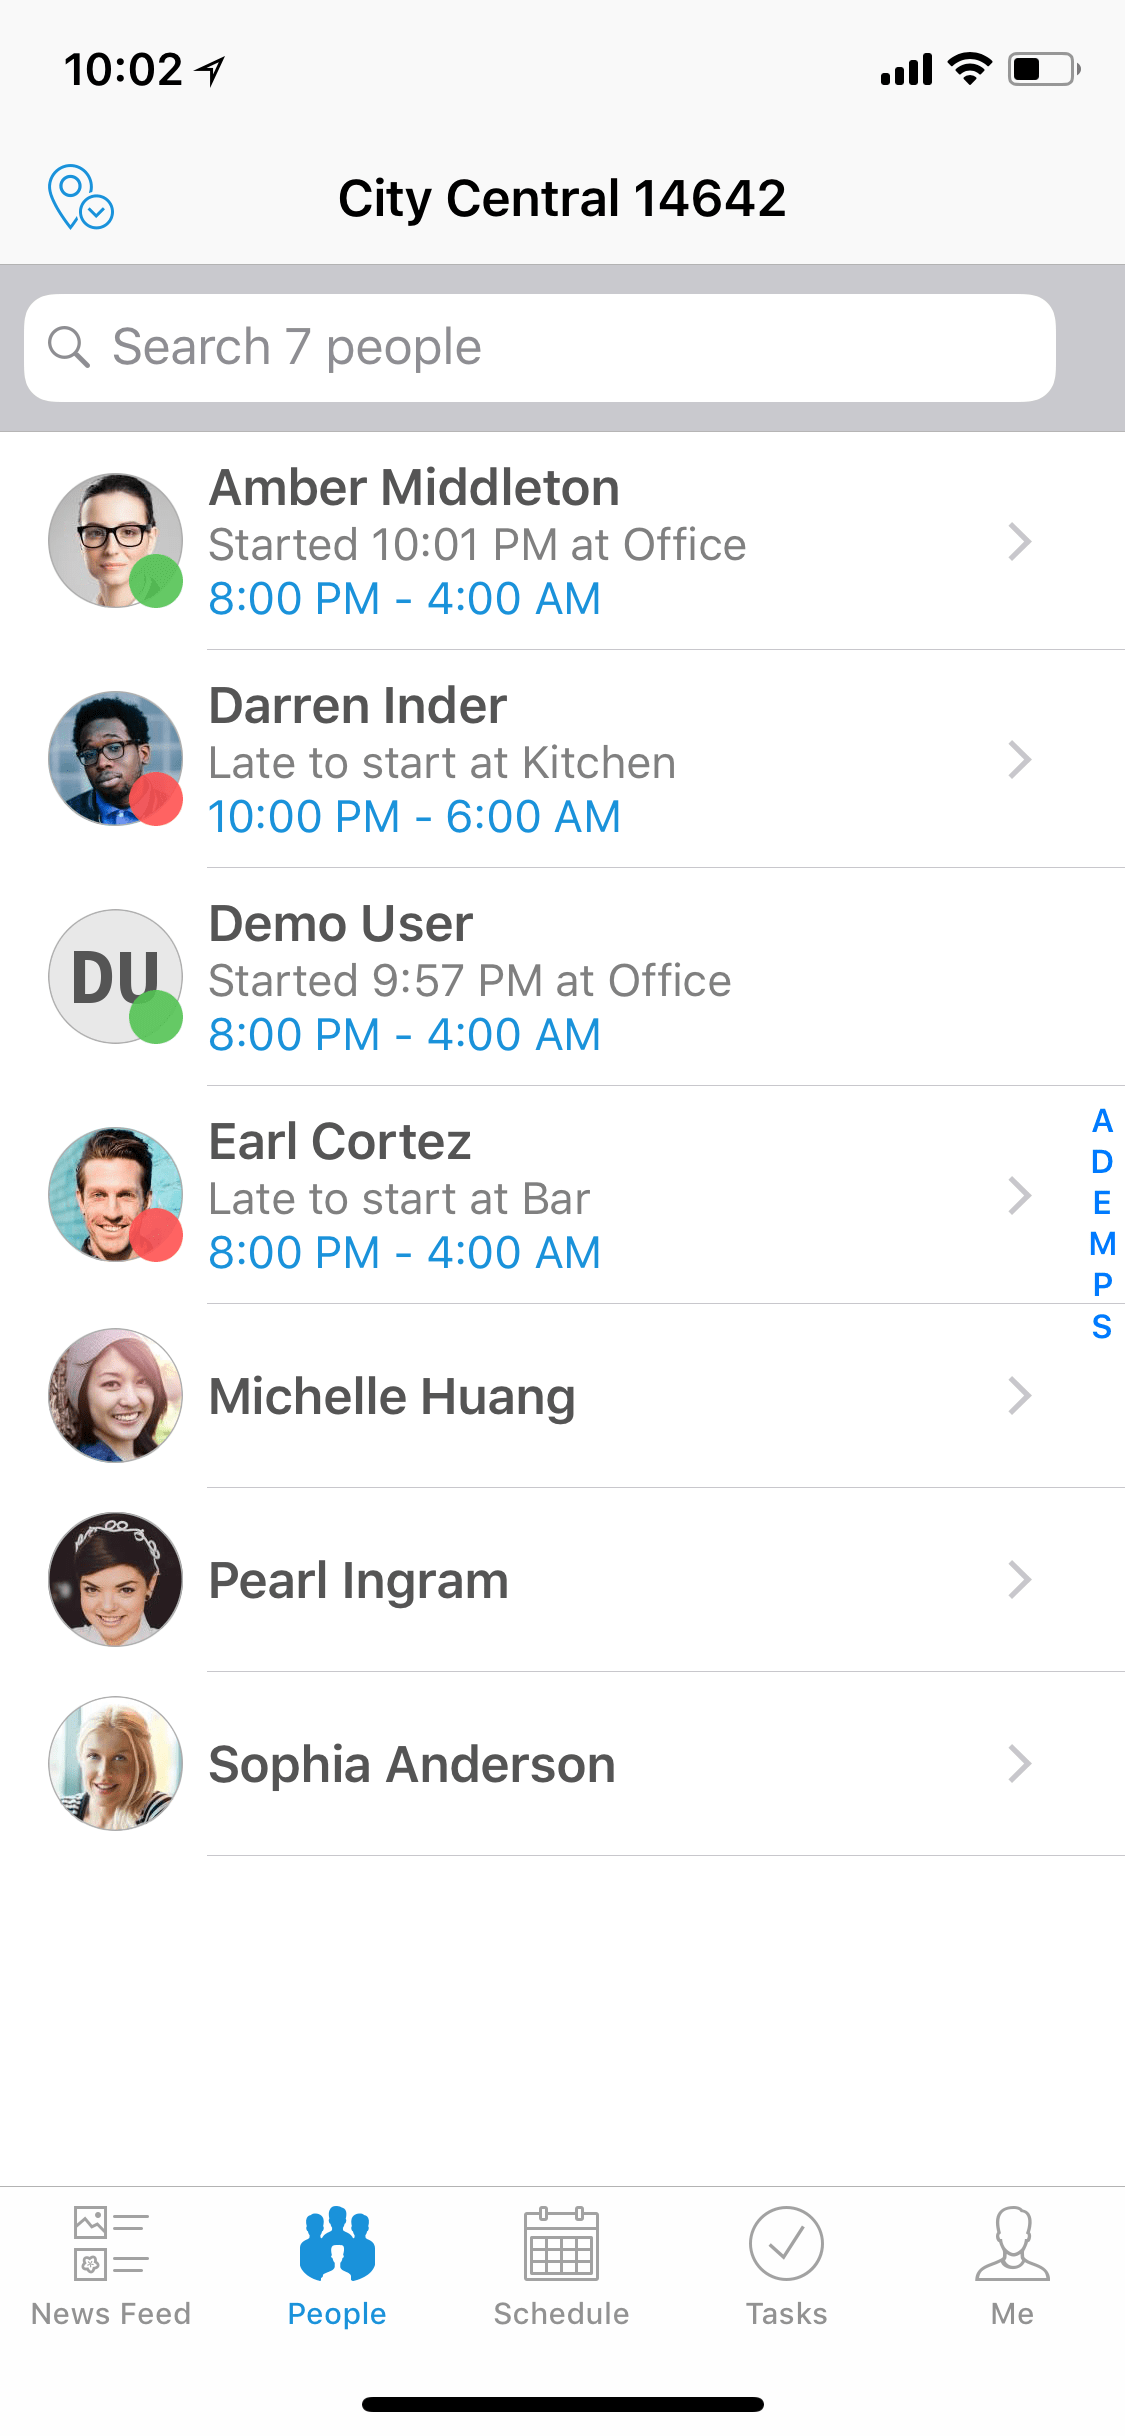 10:02
City Central 14642
Search 7 people
Amber Middleton
Started 10:01 PM at Office
8:00 PM - 4:00 AM
Darren Inder
Late to start at Kitchen
10:00 PM - 6:00 AM
DU
Demo User
Started 9:57 PM at Office
8:00 PM - 4:00 AM
Earl Cortez
Late to start at Bar
8:00 PM - 4:00 AM
A
D
E
M
P
S
Michelle Huang
Pearl Ingram
Sophia Anderson
News Feed
People
Schedule
Tasks
Me